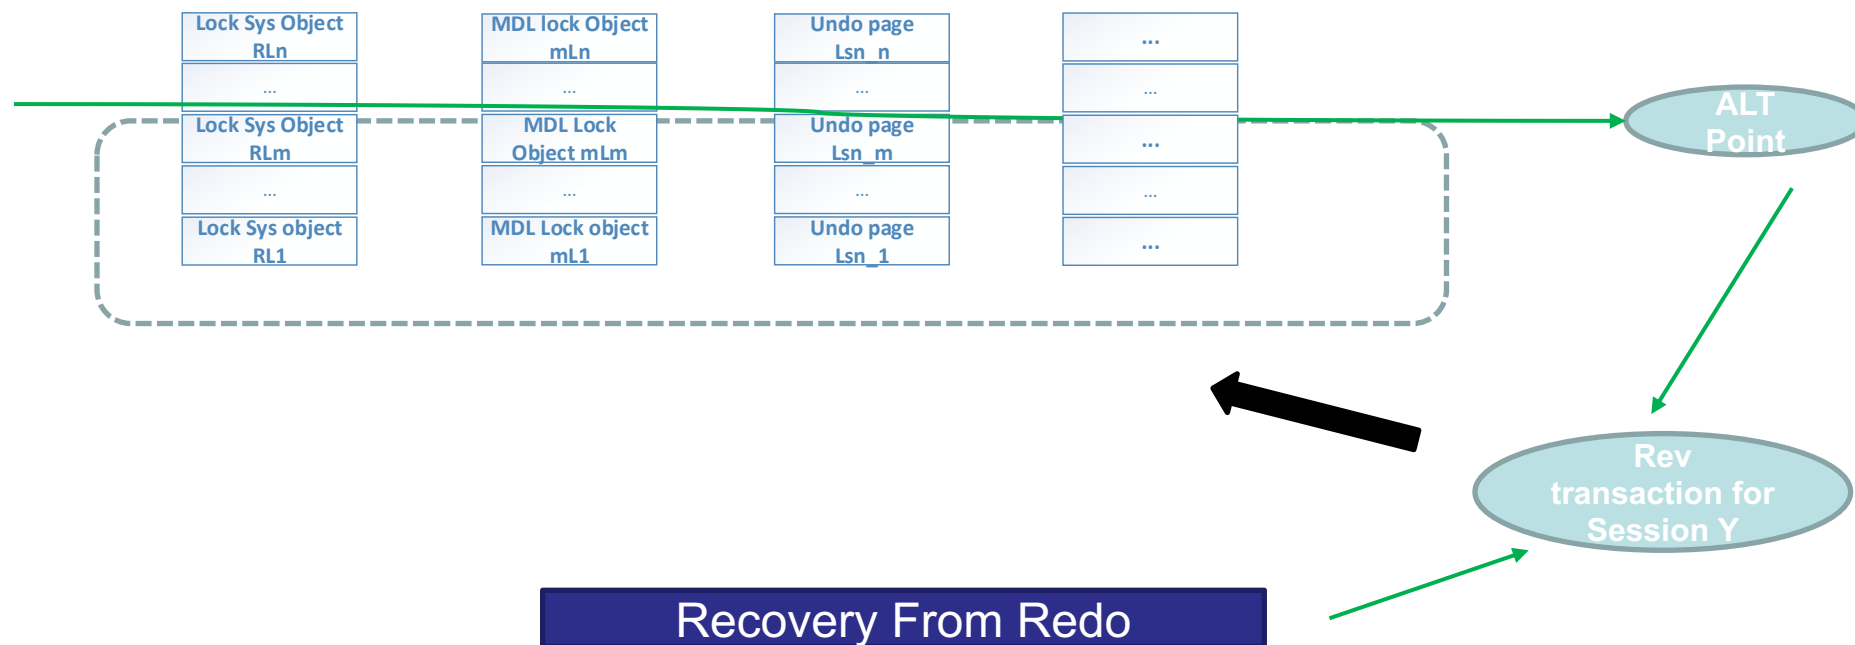 Lock Sys Object
RLn
...
Lock Sys Object
RLm
...
Lock Sys object
RL1
MDL lock Object
mLn
...
MDL Lock
Object mLm
...
MDL Lock object
mL1
Undo page
Lsn_n
...
Undo page
Lsn_m
...
Undo page
Lsn_1
...
...
...
...
...
ALT
Point
Rev
transaction for
Session Y
Recovery From Redo